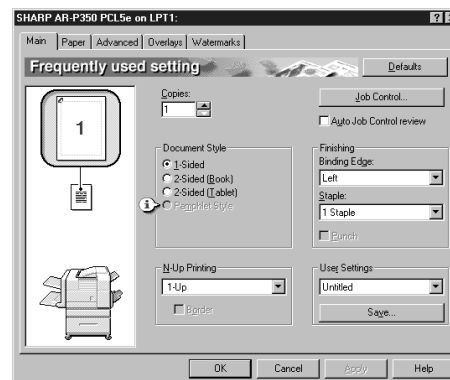 SHARP AR-P350 PCL5e on LPT1:
Main Paper Advanced Overlays Watermarks
Frequently used setting
Defaults
1
Copies:
1
Job Control...
Auto Job Control review
Document Style
1-Sided
2-Sided (Book)
2-Sided (Tablet)
Pamphlet Style
Finishing
Binding Edge:
Left
Staple:
1 Staple
Punch
N-Up Printing
1-Up
Border
User Settings
Untitled
Save...
OK Cancel Apply Help